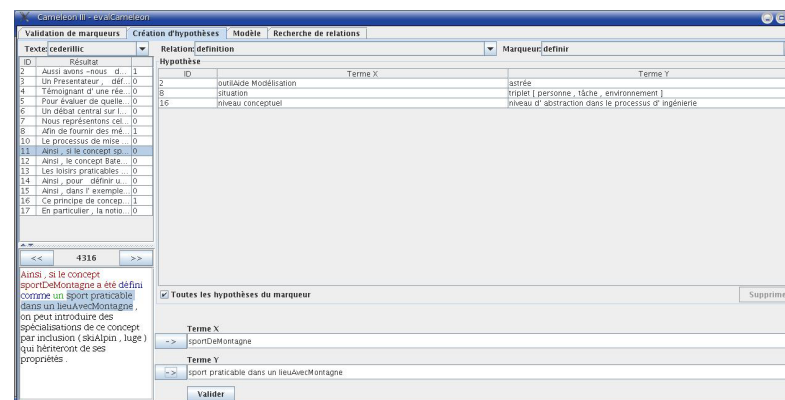 Cameleon III - evalCameleon
Validation de marqueurs Création d'hypothèses Modèle Recherche de relations
Texte: cederillic Relation: definition Marqueur: definir
ID Résultat
2 Aussi avons -nous d... 1
3 Un Presentateur , déf... 0
4 Témoignant d' une rée... 0
5 Pour évaluer de quelle... 0
6 Un débat central sur l... 0
7 Nous représentons cel... 0
8 Afin de fournir des mé... 1
10 Le processus de mise ... 0
11 Ainsi , si le concept sp... 0
12 Ainsi , le concept Bate... 0
13 Les loisirs praticables ... 0
14 Ainsi , pour définir u... 0
15 Ainsi , dans l' exemple... 0
16 Ce principe de concep... 1
17 En particulier , la notio... 0
<< 4316 >>
Ainsi , si le concept
sportDeMontagne a été défini
comme un sport praticable
dans un lieuAvecMontagne ,
on peut introduire des
spécialisations de ce concept
par inclusion ( skiAlpin , luge )
qui hériteront de ses
propriétés .
Hypothèse
ID Terme X Terme Y
2 outilAide Modélisation astrée
8 situation triplet [ personne , tâche , environnement ]
16 niveau conceptuel niveau d' abstraction dans le processus d' ingénierie
Toutes les hypothèses du marqueur Supprime
Terme X
-> sportDeMontagne
Terme Y
-> sport praticable dans un lieuAvecMontagne
Valider